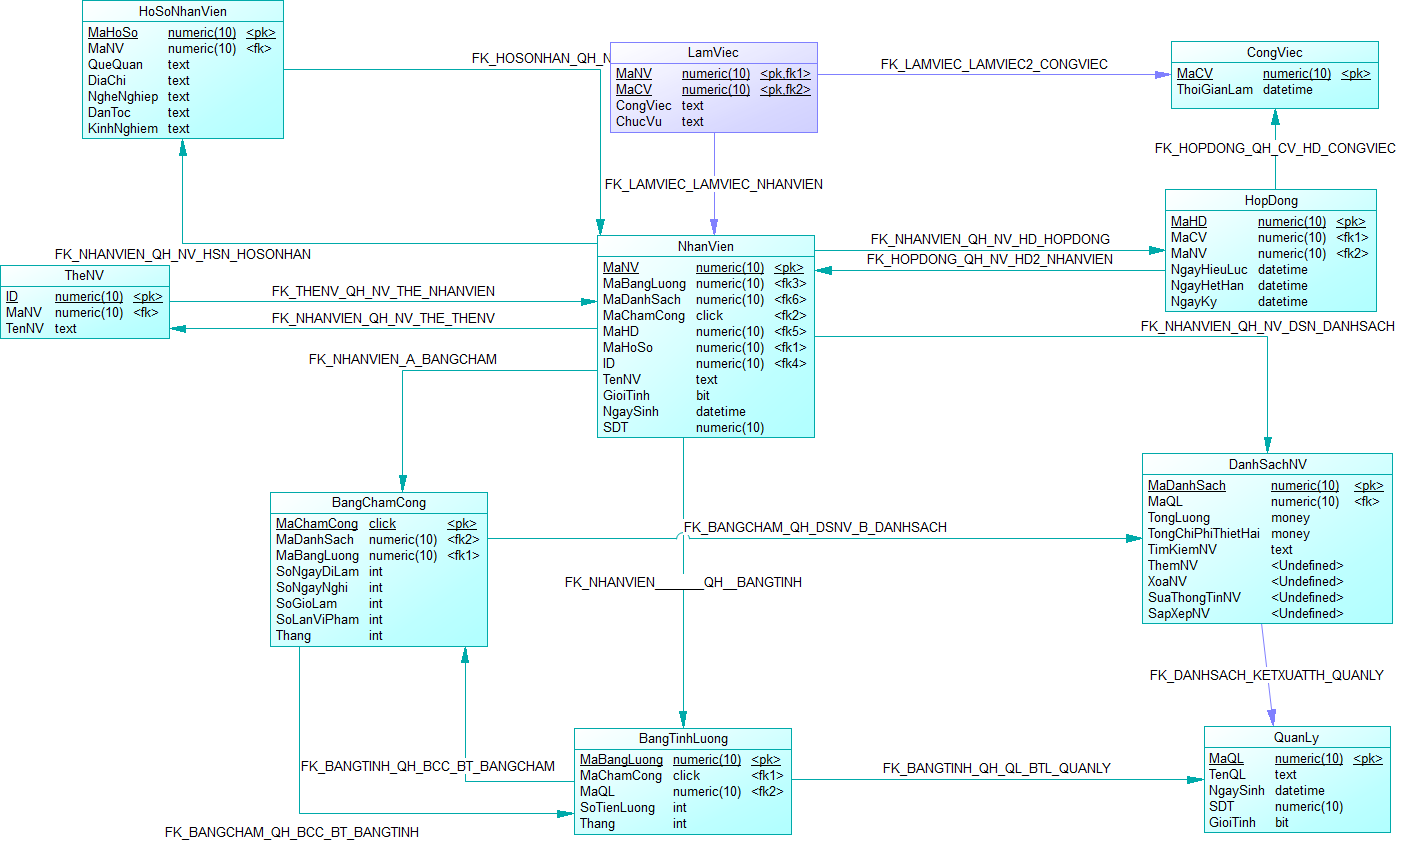 HoSoNhanVien
MaHoSo numeric(10) <pk>
MaNV numeric(10) <fk>
QueQuan text
DiaChi text
NgheNghiep text
DanToc text
KinhNghiem text
FK_HOSONHAN_QH_N
LamViec
MaNV numeric(10) <pk,fk1>
MaCV numeric(10) <pk,fk2>
CongViec text
ChucVu text
FK_LAMVIEC_LAMVIEC2_CONGVIEC
CongViec
MaCV numeric(10) <pk>
ThoiGianLam datetime
FK_HOPDONG_QH_CV_HD_CONGVIEC
FK_LAMVIEC_LAMVIEC_NHANVIEN
HopDong
MaHD numeric(10) <pk>
MaCV numeric(10) <fk1>
MaNV numeric(10) <fk2>
NgayHieuLuc datetime
NgayHetHan datetime
NgayKy datetime
FK_NHANVIEN_QH_NV_HD_HOPDONG
FK_HOPDONG_QH_NV_HD2_NHANVIEN
FK_NHANVIEN_QH_NV_HSN_HOSONHAN
TheNV
ID numeric(10) <pk>
MaNV numeric(10) <fk>
TenNV text
FK_THENV_QH_NV_THE_NHANVIEN
FK_NHANVIEN_QH_NV_THE_THENV
NhanVien
MaNV numeric(10) <pk>
MaBangLuong numeric(10) <fk3>
MaDanhSach numeric(10) <fk6>
MaChamCong click <fk2>
MaHD numeric(10) <fk5>
MaHoSo numeric(10) <fk1>
ID numeric(10) <fk4>
TenNV text
GioiTinh bit
NgaySinh datetime
SDT numeric(10)
FK_NHANVIEN_QH_NV_DSN_DANHSACH
FK_NHANVIEN_A_BANGCHAM
DanhSachNV
MaDanhSach numeric(10) <pk>
MaQL numeric(10) <fk>
TongLuong money
TongChiPhiThietHai money
TimKiemNV text
ThemNV <Undefined>
XoaNV <Undefined>
SuaThongTinNV <Undefined>
SapXepNV <Undefined>
BangChamCong
MaChamCong click <pk>
MaDanhSach numeric(10) <fk2>
MaBangLuong numeric(10) <fk1>
SoNgayDiLam int
SoNgayNghi int
SoGioLam int
SoLanViPham int
Thang int
FK_BANGCHAM_QH_DSNV_B_DANHSACH
FK_NHANVIEN_______QH__BANGTINH
FK_DANHSACH_KETXUATTH_QUANLY
BangTinhLuong
MaBangLuong numeric(10) <pk>
MaChamCong click <fk1>
MaQL numeric(10) <fk2>
SoTienLuong int
Thang int
FK_BANGTINH_QH_BCC_BT_BANGCHAM
FK_BANGTINH_QH_QL_BTL_QUANLY
QuanLy
MaQL numeric(10) <pk>
TenQL text
NgaySinh datetime
SDT numeric(10)
GioiTinh bit
FK_BANGCHAM_QH_BCC_BT_BANGTINH